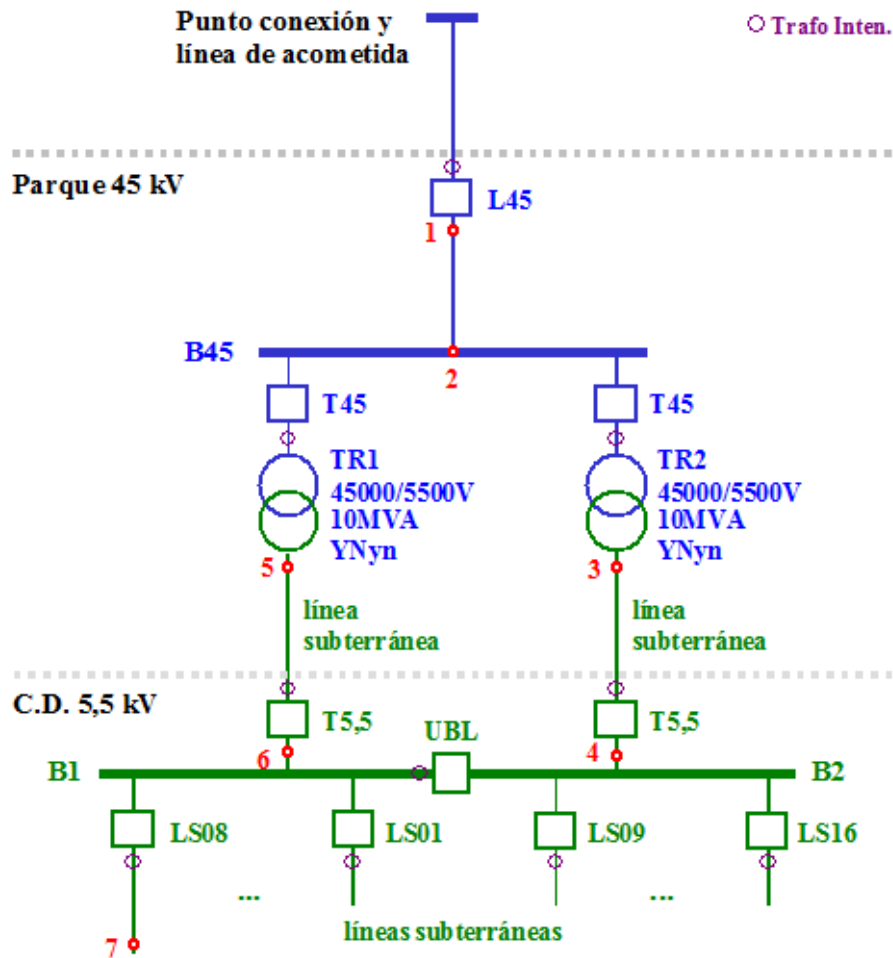 Punto conexión y
línea de acometida
Trafo Inten.
Parque 45 kV
L45
1
B45
2
T45
T45
TR1
45000/5500V
10MVA
YNyn
TR2
45000/5500V
10MVA
YNyn
5
3
línea
subterránea
línea
subterránea
C.D. 5,5 kV
T5,5
UBL
T5,5
6
4
B1
B2
LS08
LS01
LS09
LS16
...
...
líneas subterráneas
7